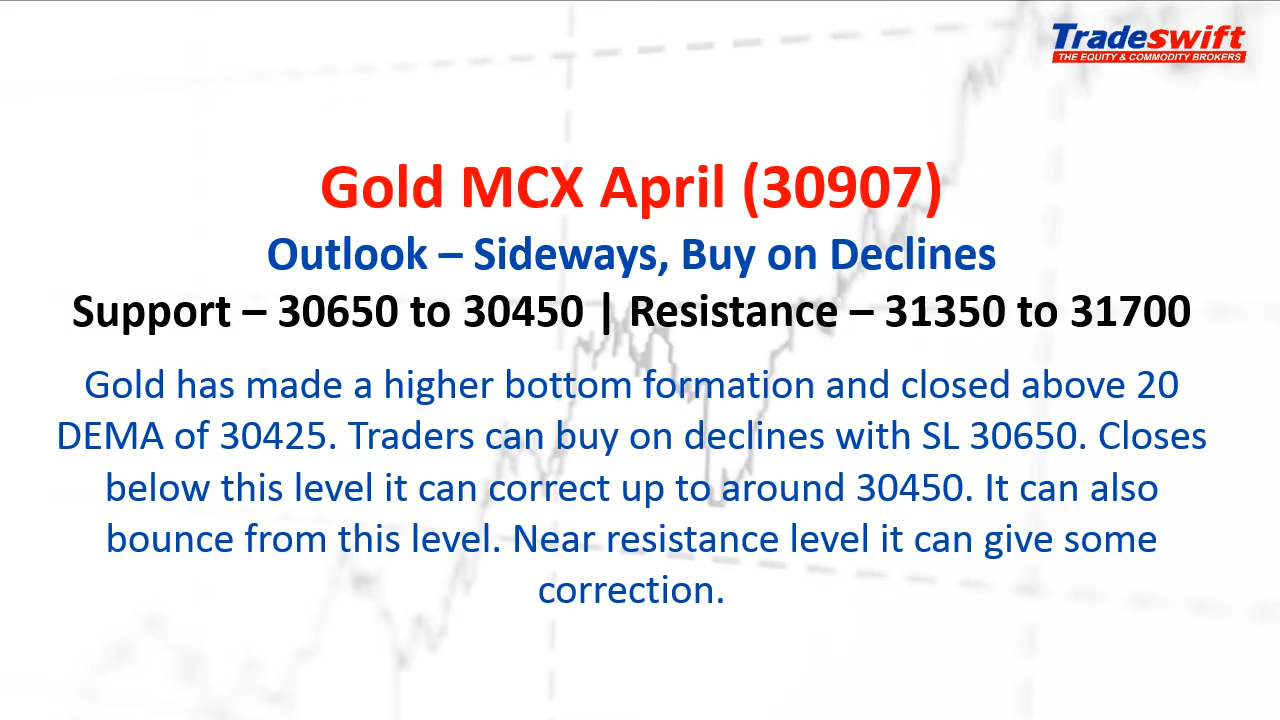 Tradeswift
THE EQUITY & COMMODITY BROKERS
Gold MCX April (30907)
Outlook – Sideways, Buy on Declines
Support – 30650 to 30450 | Resistance – 31350 to 31700
Gold has made a higher bottom formation and closed above 20
DEMA of 30425. Traders can buy on declines with SL 30650. Closes
below this level it can correct up to around 30450. It can also
bounce from this level. Near resistance level it can give some
correction.